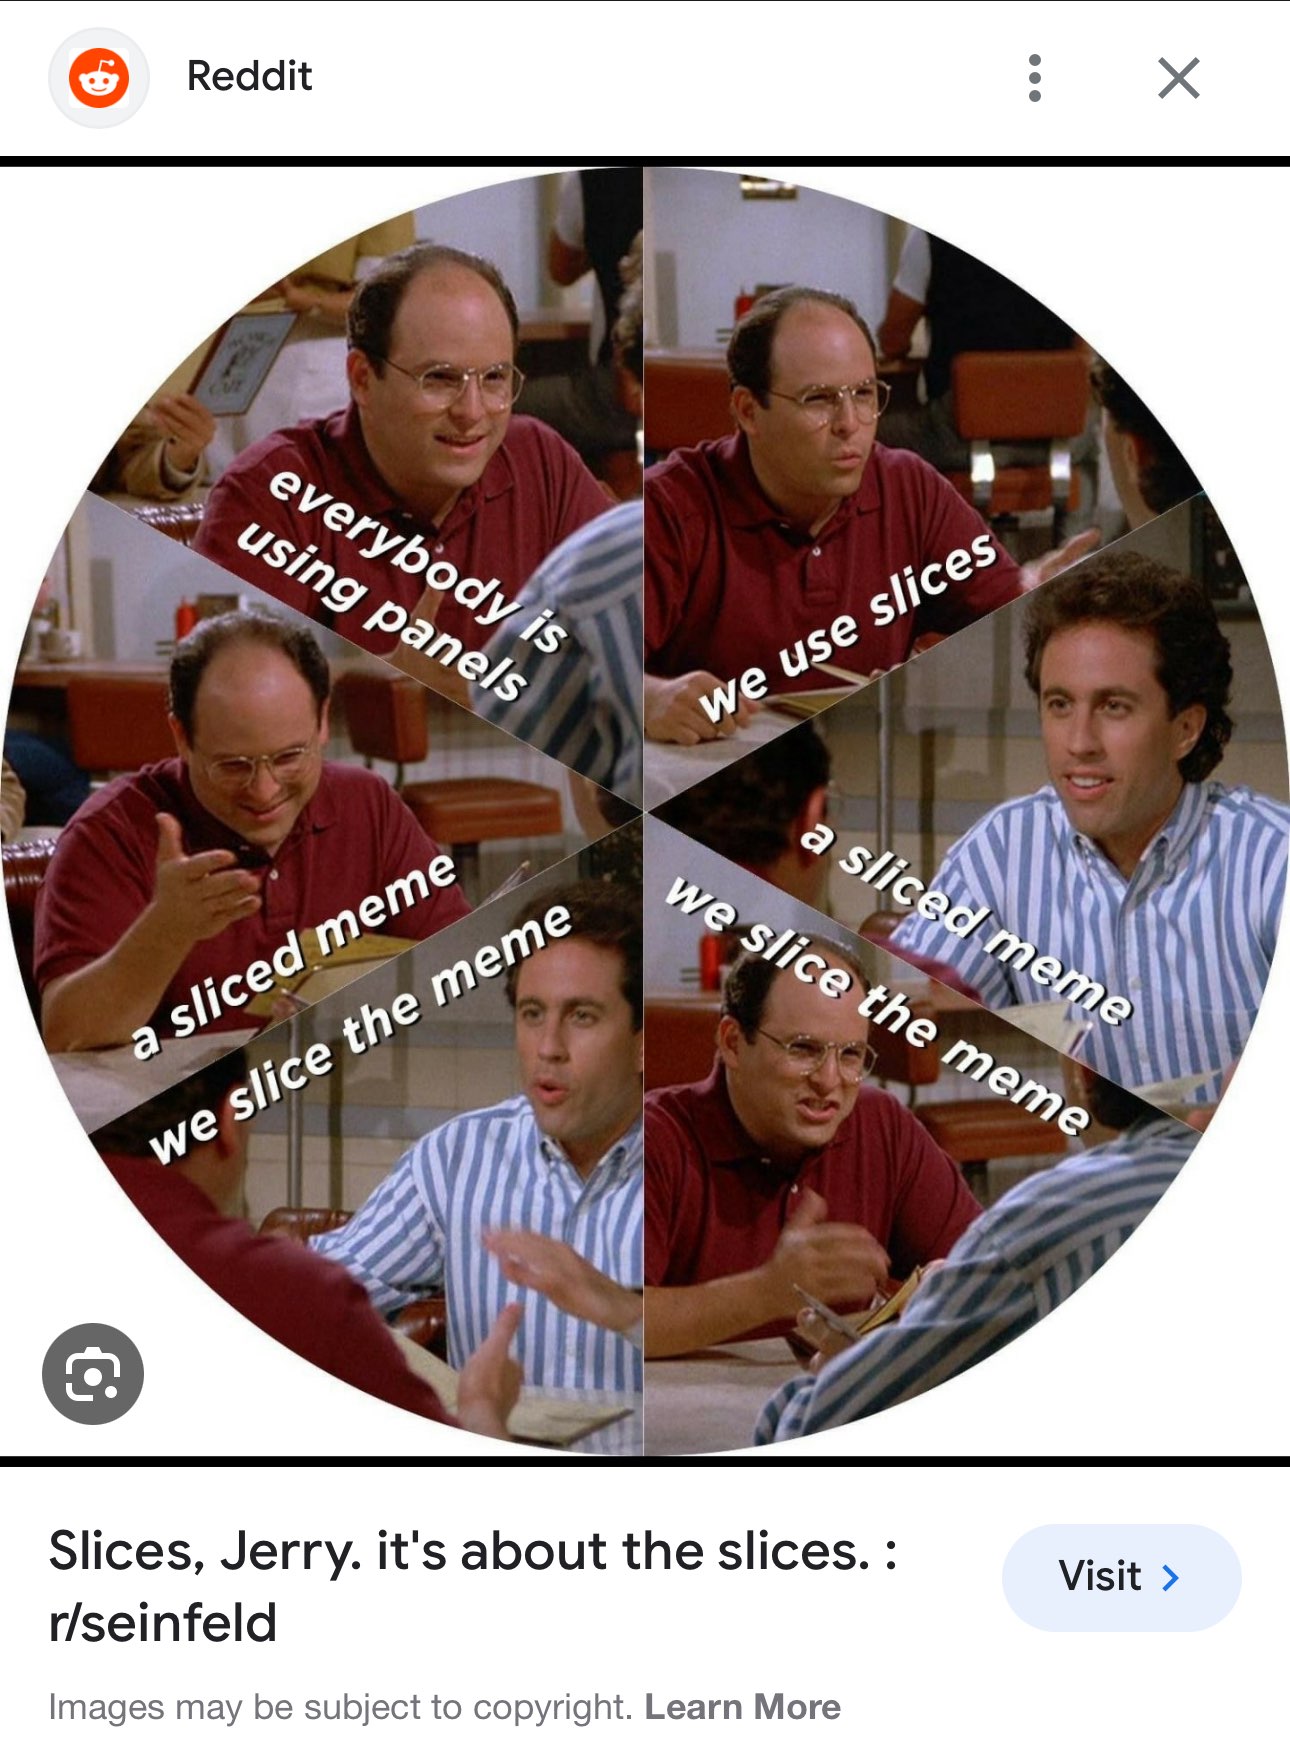 Reddit
everybody is
using panels
we use slices
a sliced meme
a sliced meme
we slice the meme
we slice the meme
Slices, Jerry. it's about the slices. :
r/seinfeld
Visit
Images may be subject to copyright. Learn More